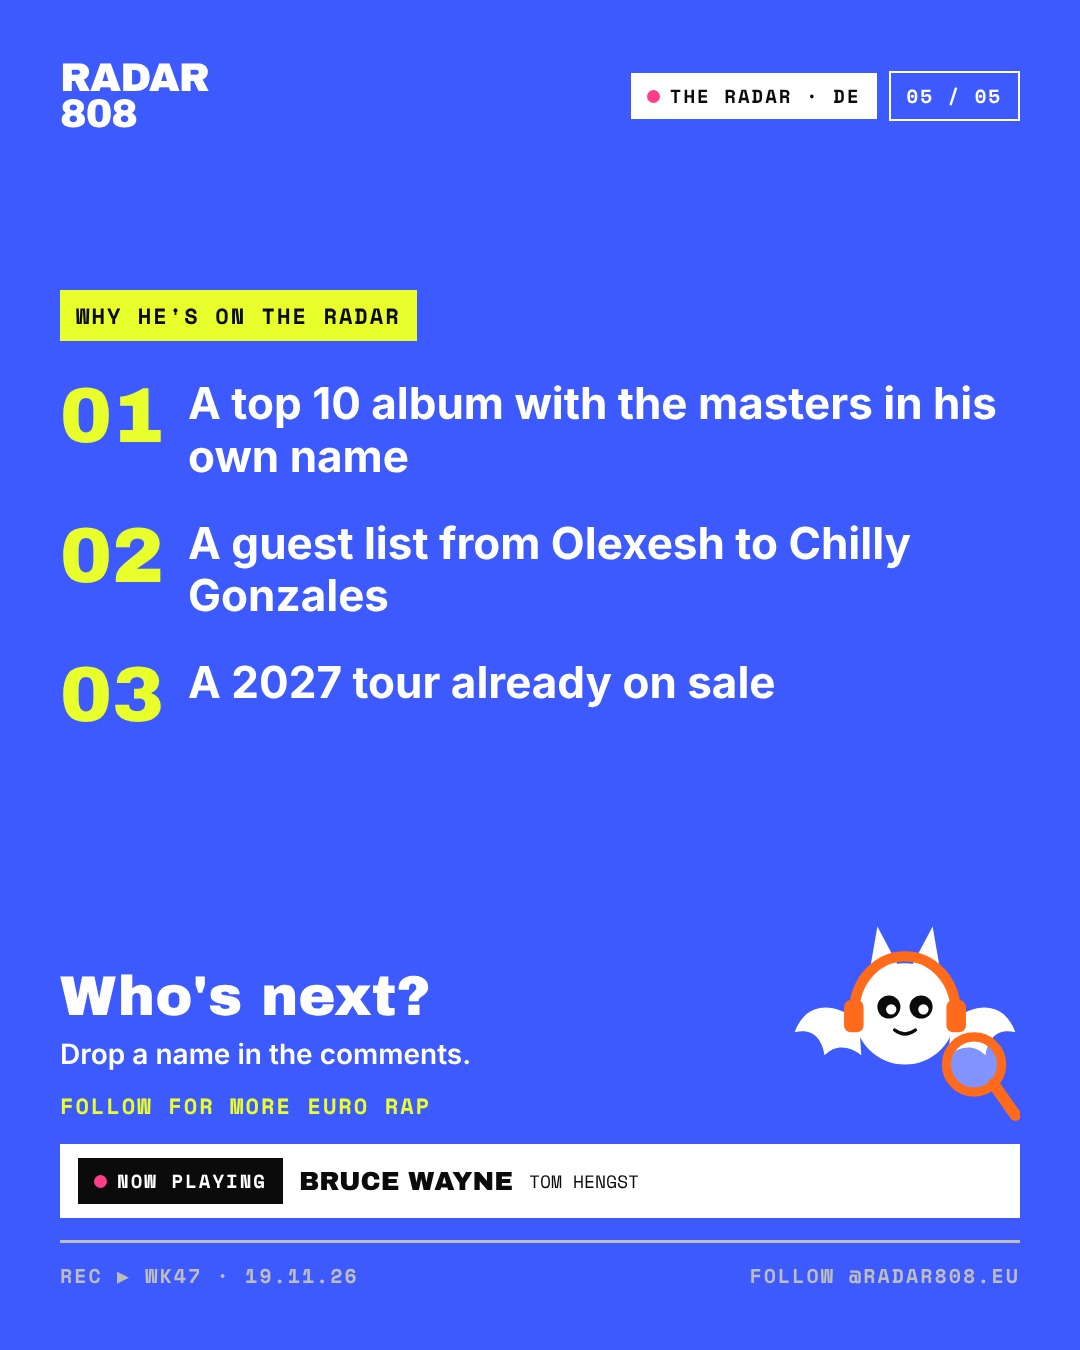 RADAR
808
THE RADAR · DE
05 / 05
WHY HE'S ON THE RADAR
01 A top 10 album with the masters in his
own name
02 A guest list from Olexesh to Chilly
Gonzales
03 A 2027 tour already on sale
Who's next?
Drop a name in the comments.
FOLLOW FOR MORE EURO RAP
NOW PLAYING BRUCE WAYNE TOM HENGST
REC ▶ WK47 · 19.11.26
FOLLOW @RADAR808.EU